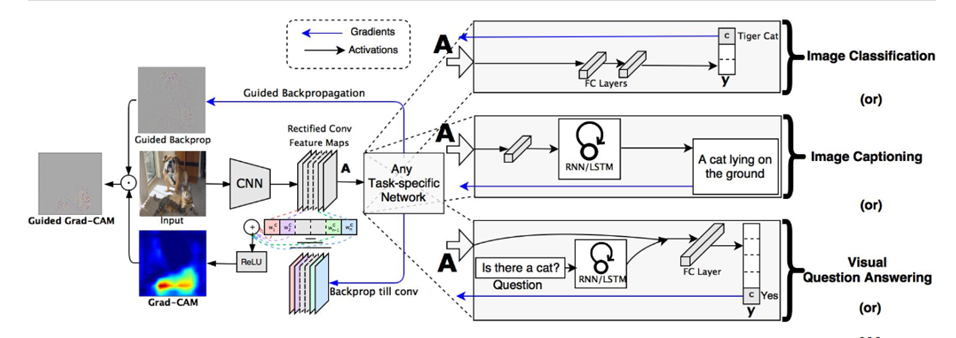 Gradients
Activations
A
c Tiger Cat
FC Layers
y
Image Classification
(or)
Guided Backpropagation
Guided Backprop
Rectified Conv
Feature Maps
A
CNN
Input
Any
Task-specific
Network
Guided Grad-CAM
A
RNN/LSTM
A cat lying on
the ground
Image Captioning
(or)
+
ReLU
Grad-CAM
Backprop till conv
A
Is there a cat?
Question
RNN/LSTM
FC Layer
c Yes
y
Visual
Question Answering
(or)